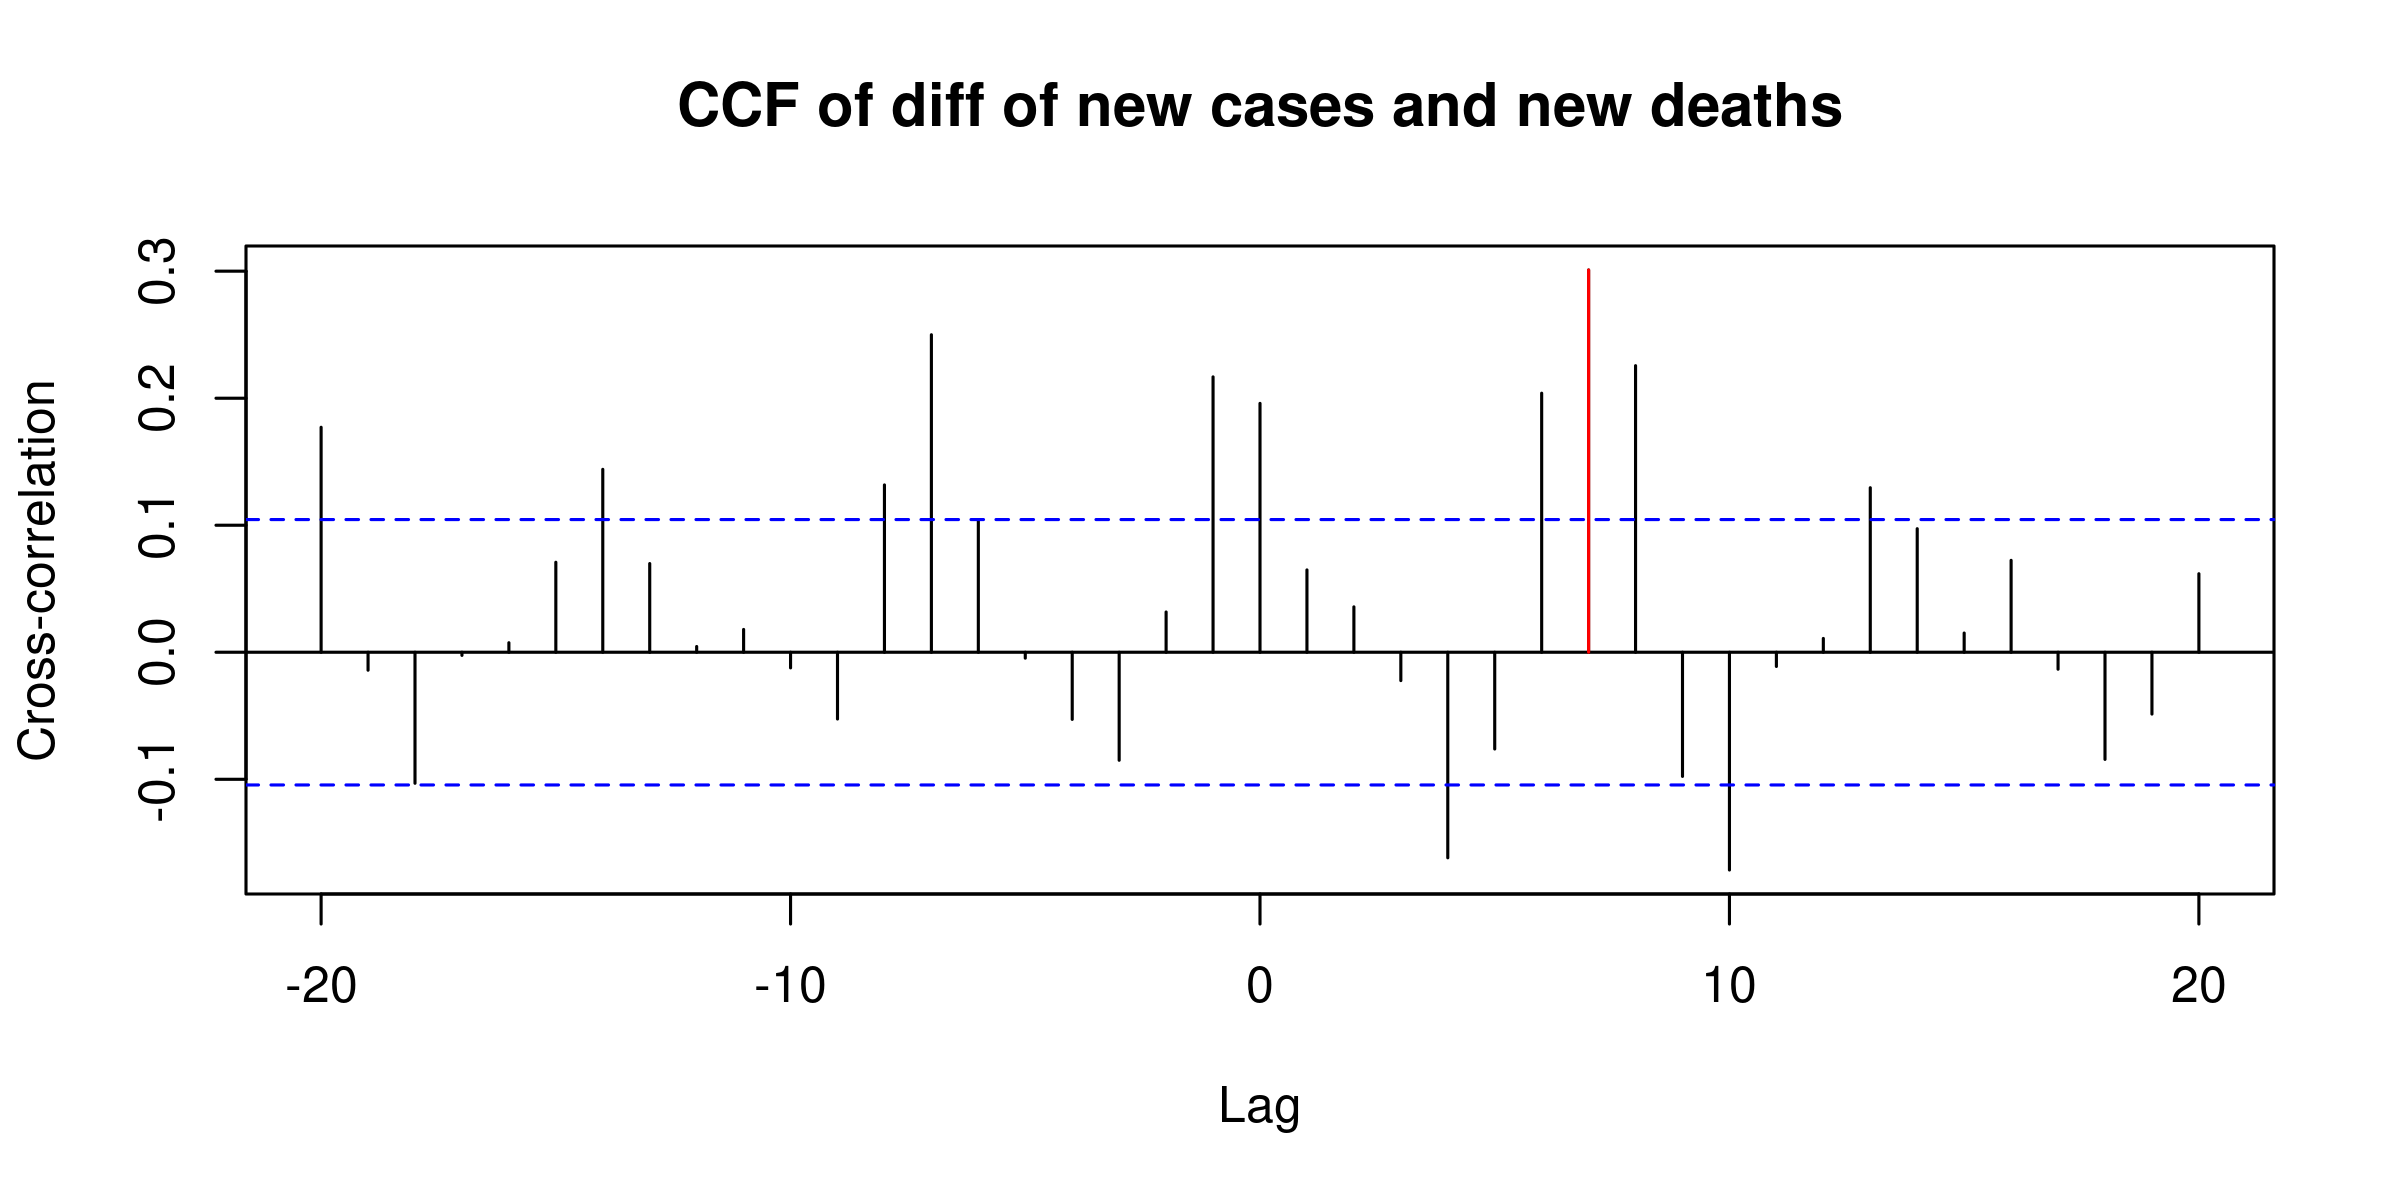 CCF of diff of new cases and new deaths
Cross-correlation
0.3
0.2
0.1
0.0
-0.1
-20 -10 0 10 20
Lag